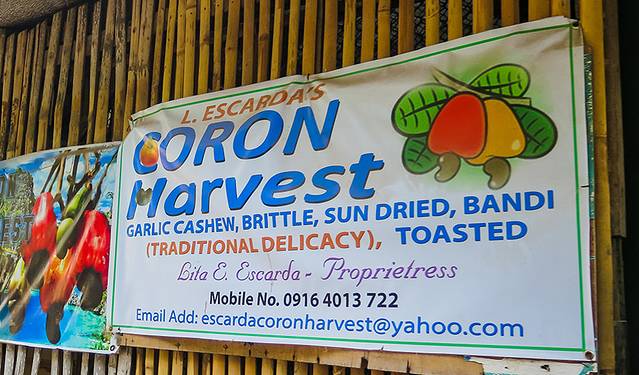 L. ESCARDA'S
CORON
Harvest
GARLIC CASHEW, BRITTLE, SUN DRIED, BANDI
(TRADITIONAL DELICACY), TOASTED
Lita E. Escarda - Proprietress
Mobile No. 0916 4013 722
Email Add: escardacoronharvest@yahoo.com